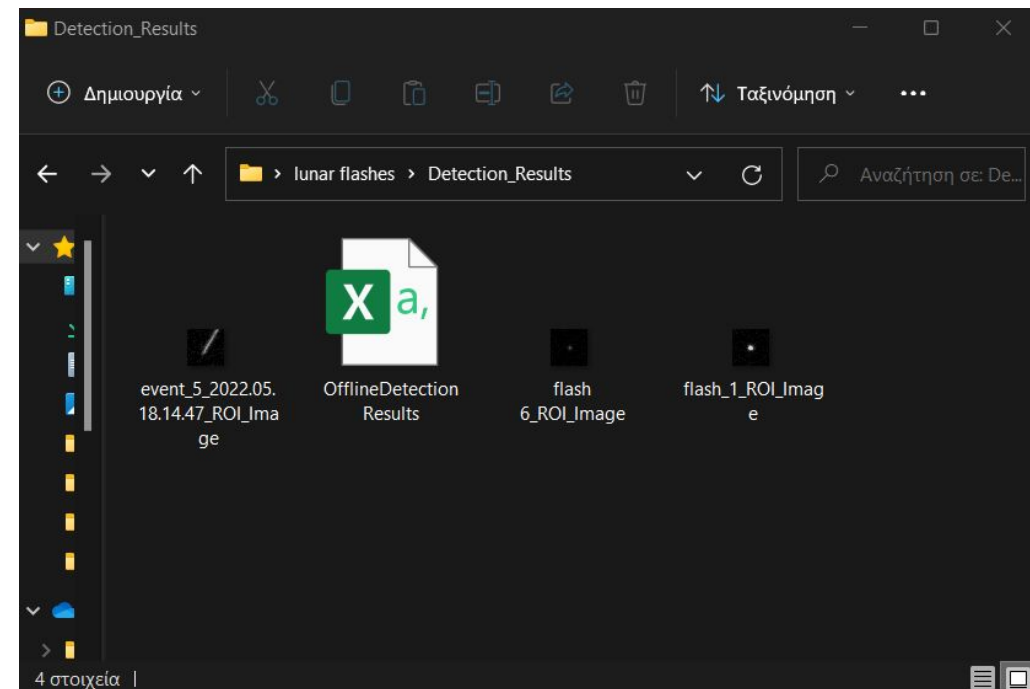 Detection_Results
Δημιουργία
Ταξινόμηση
lunar flashes > Detection_Results
Αναζήτηση σε: De...
event_5_2022.05.
18.14.47_ROI_Ima
ge
OfflineDetection
Results
flash
6_ROI_Image
flash_1_ROI_Imag
e
X a,
4 στοιχεία